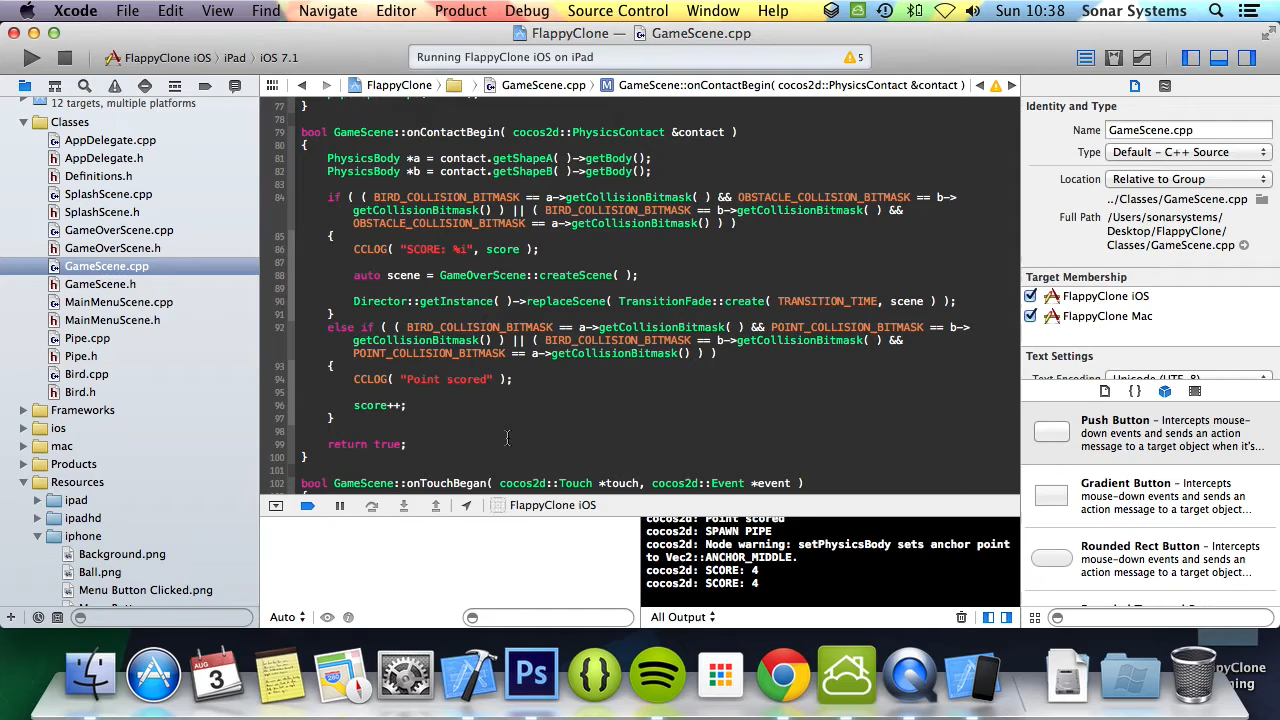 Xcode File Edit View Find Navigate Editor Product Debug Source Control Window Help Sun 10:38 Sonar Systems
FlappyClone — GameScene.cpp
FlappyClone iOS › iPad › iOS 7.1
Running FlappyClone iOS on iPad
5
FlappyClone GameScene.cpp GameScene::onContactBegin( cocos2d::PhysicsContact &contact )
12 targets, multiple platforms
Classes
AppDelegate.cpp
AppDelegate.h
Definitions.h
SplashScene.cpp
SplashScene.h
GameOverScene.cpp
GameOverScene.h
GameScene.cpp
GameScene.h
MainMenuScene.cpp
MainMenuScene.h
Pipe.cpp
Pipe.h
Bird.cpp
Bird.h
Frameworks
ios
mac
Products
Resources
ipad
ipadhd
iphone
Background.png
Ball.png
Menu Button Clicked.png
77 }
78
79 bool GameScene::onContactBegin( cocos2d::PhysicsContact &contact )
80 {
81 PhysicsBody *a = contact.getShapeA( )->getBody();
82 PhysicsBody *b = contact.getShapeB( )->getBody();
83
84 if ( ( BIRD_COLLISION_BITMASK == a->getCollisionBitmask( ) && OBSTACLE_COLLISION_BITMASK == b->
getCollisionBitmask() ) || ( BIRD_COLLISION_BITMASK == b->getCollisionBitmask( ) &&
OBSTACLE_COLLISION_BITMASK == a->getCollisionBitmask() ) )
85 {
86 CCLOG( "SCORE: %i", score );
87
88 auto scene = GameOverScene::createScene( );
89
90 Director::getInstance( )->replaceScene( TransitionFade::create( TRANSITION_TIME, scene ) );
91 }
92 else if ( ( BIRD_COLLISION_BITMASK == a->getCollisionBitmask( ) && POINT_COLLISION_BITMASK == b->
getCollisionBitmask() ) || ( BIRD_COLLISION_BITMASK == b->getCollisionBitmask( ) &&
POINT_COLLISION_BITMASK == a->getCollisionBitmask() ) )
93 {
94 CCLOG( "Point scored" );
95
96 score++;
97 }
98
99 return true;
100 }
101
102 bool GameScene::onTouchBegan( cocos2d::Touch *touch, cocos2d::Event *event )
FlappyClone iOS
cocos2d: Point scored
cocos2d: SPAWN PIPE
cocos2d: Node warning: setPhysicsBody sets anchor point
to Vec2::ANCHOR_MIDDLE.
cocos2d: SCORE: 4
cocos2d: SCORE: 4
Auto
All Output
Identity and Type
Name GameScene.cpp
Type Default - C++ Source
Location Relative to Group
../Classes/GameScene.cpp
Full Path /Users/sonarsystems/
Desktop/FlappyClone/
Classes/GameScene.cpp
Target Membership
FlappyClone iOS
FlappyClone Mac
Text Settings
Push Button – Intercepts mouse-
down events and sends an action
message to a target object when it's...
Gradient Button – Intercepts
mouse-down events and sends an
action message to a target object...
Rounded Rect Button – Intercepts
mouse-down events and sends an
action message to a target object...
AUG
3
Ps